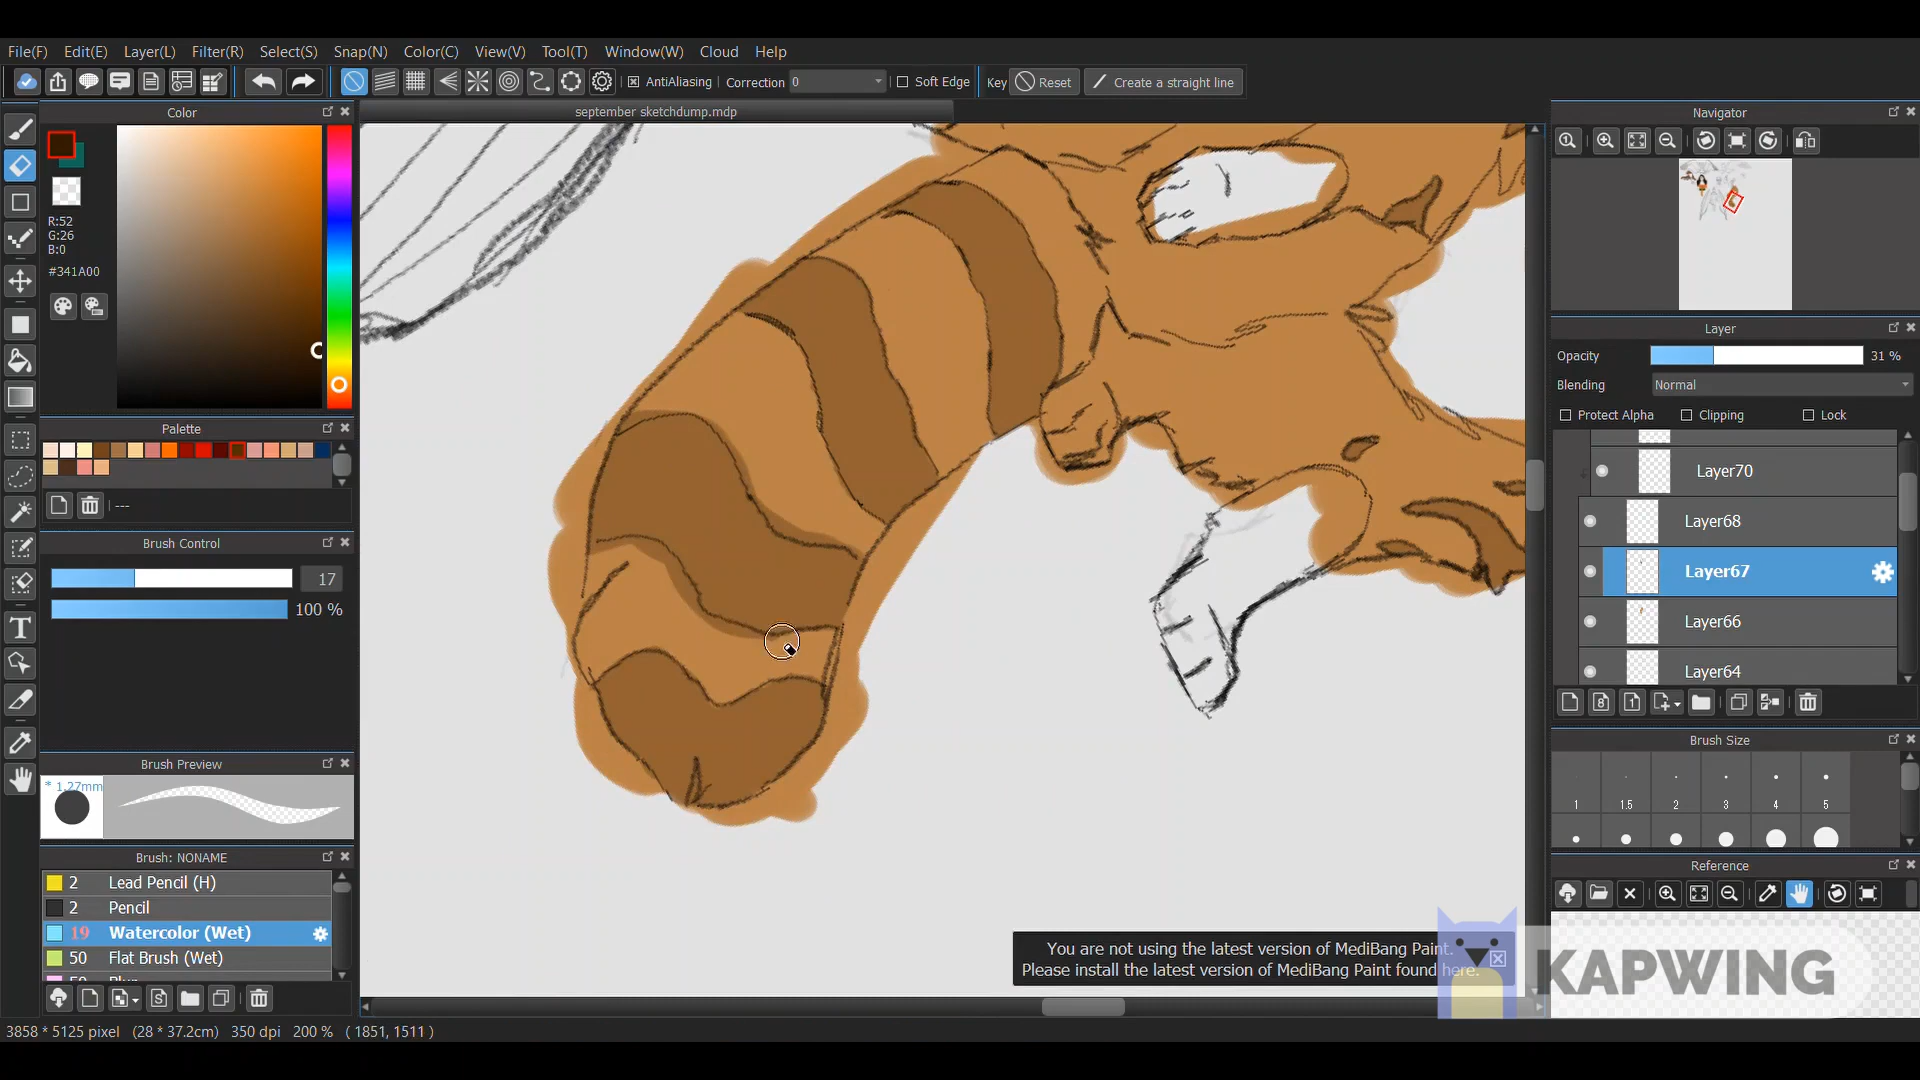 File(F) Edit(E) Layer(L) Filter(R) Select(S) Snap(N) Color(C) View(V) Tool(T) Window(W) Cloud Help
AntiAliasing Correction 0 Soft Edge Key Reset Create a straight line
Color
september sketchdump.mdp
Navigator
R:52
G:26
B:0
#341A00
Layer
Opacity 31 %
Blending Normal
Protect Alpha Clipping Lock
Palette
---
Layer70
Layer68
Layer67
Layer66
Layer64
Brush Control
17
100 %
Brush Preview
* 1.27mm
Brush Size
1 1.5 2 3 4 5
Brush: NONAME
2 Lead Pencil (H)
2 Pencil
19 Watercolor (Wet)
50 Flat Brush (Wet)
Reference
You are not using the latest version of MediBang Paint.
Please install the latest version of MediBang Paint found here.
KAPWING
3858 * 5125 pixel (28 * 37.2cm) 350 dpi 200 % ( 1851, 1511 )